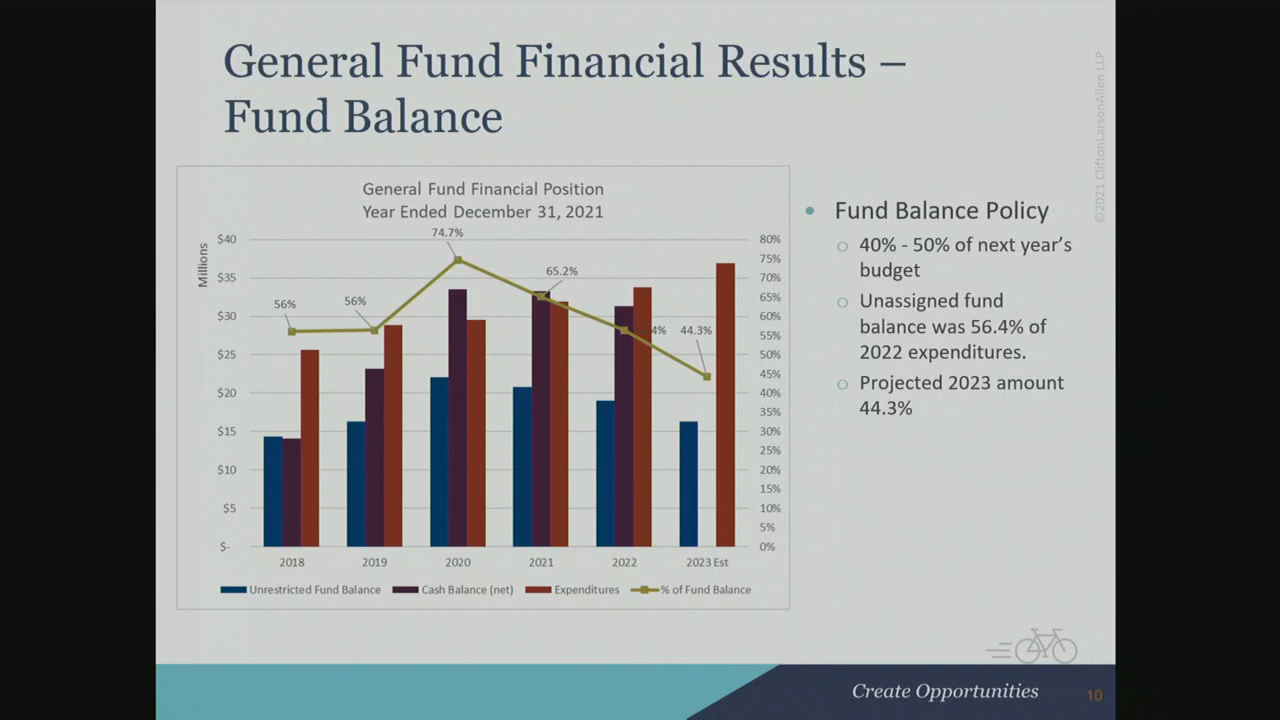 General Fund Financial Results –
Fund Balance
©2021 CliftonLarsonAllen LLP
General Fund Financial Position
Year Ended December 31, 2021
Millions
$40
$35
$30
$25
$20
$15
$10
$5
$-
56%
56%
74.7%
65.2%
4%
44.3%
80%
75%
70%
65%
60%
55%
50%
45%
40%
35%
30%
25%
20%
15%
10%
5%
0%
2018 2019 2020 2021 2022 2023 Est
Unrestricted Fund Balance Cash Balance (net) Expenditures % of Fund Balance
• Fund Balance Policy
o 40% - 50% of next year’s
budget
o Unassigned fund
balance was 56.4% of
2022 expenditures.
o Projected 2023 amount
44.3%
Create Opportunities 10